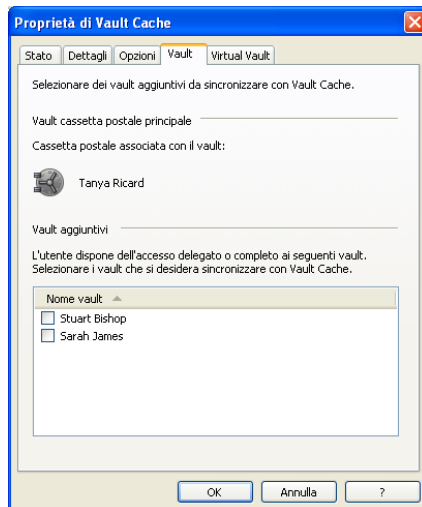 Proprietà di Vault Cache
Stato Dettagli Opzioni Vault Virtual Vault
Selezionare dei vault aggiuntivi da sincronizzare con Vault Cache.
Vault cassetta postale principale
Cassetta postale associata con il vault:
Tanya Ricard
Vault aggiuntivi
L'utente dispone dell'accesso delegato o completo ai seguenti vault.
Selezionare i vault che si desidera sincronizzare con Vault Cache.
Nome vault
Stuart Bishop
Sarah James
OK Annulla ?